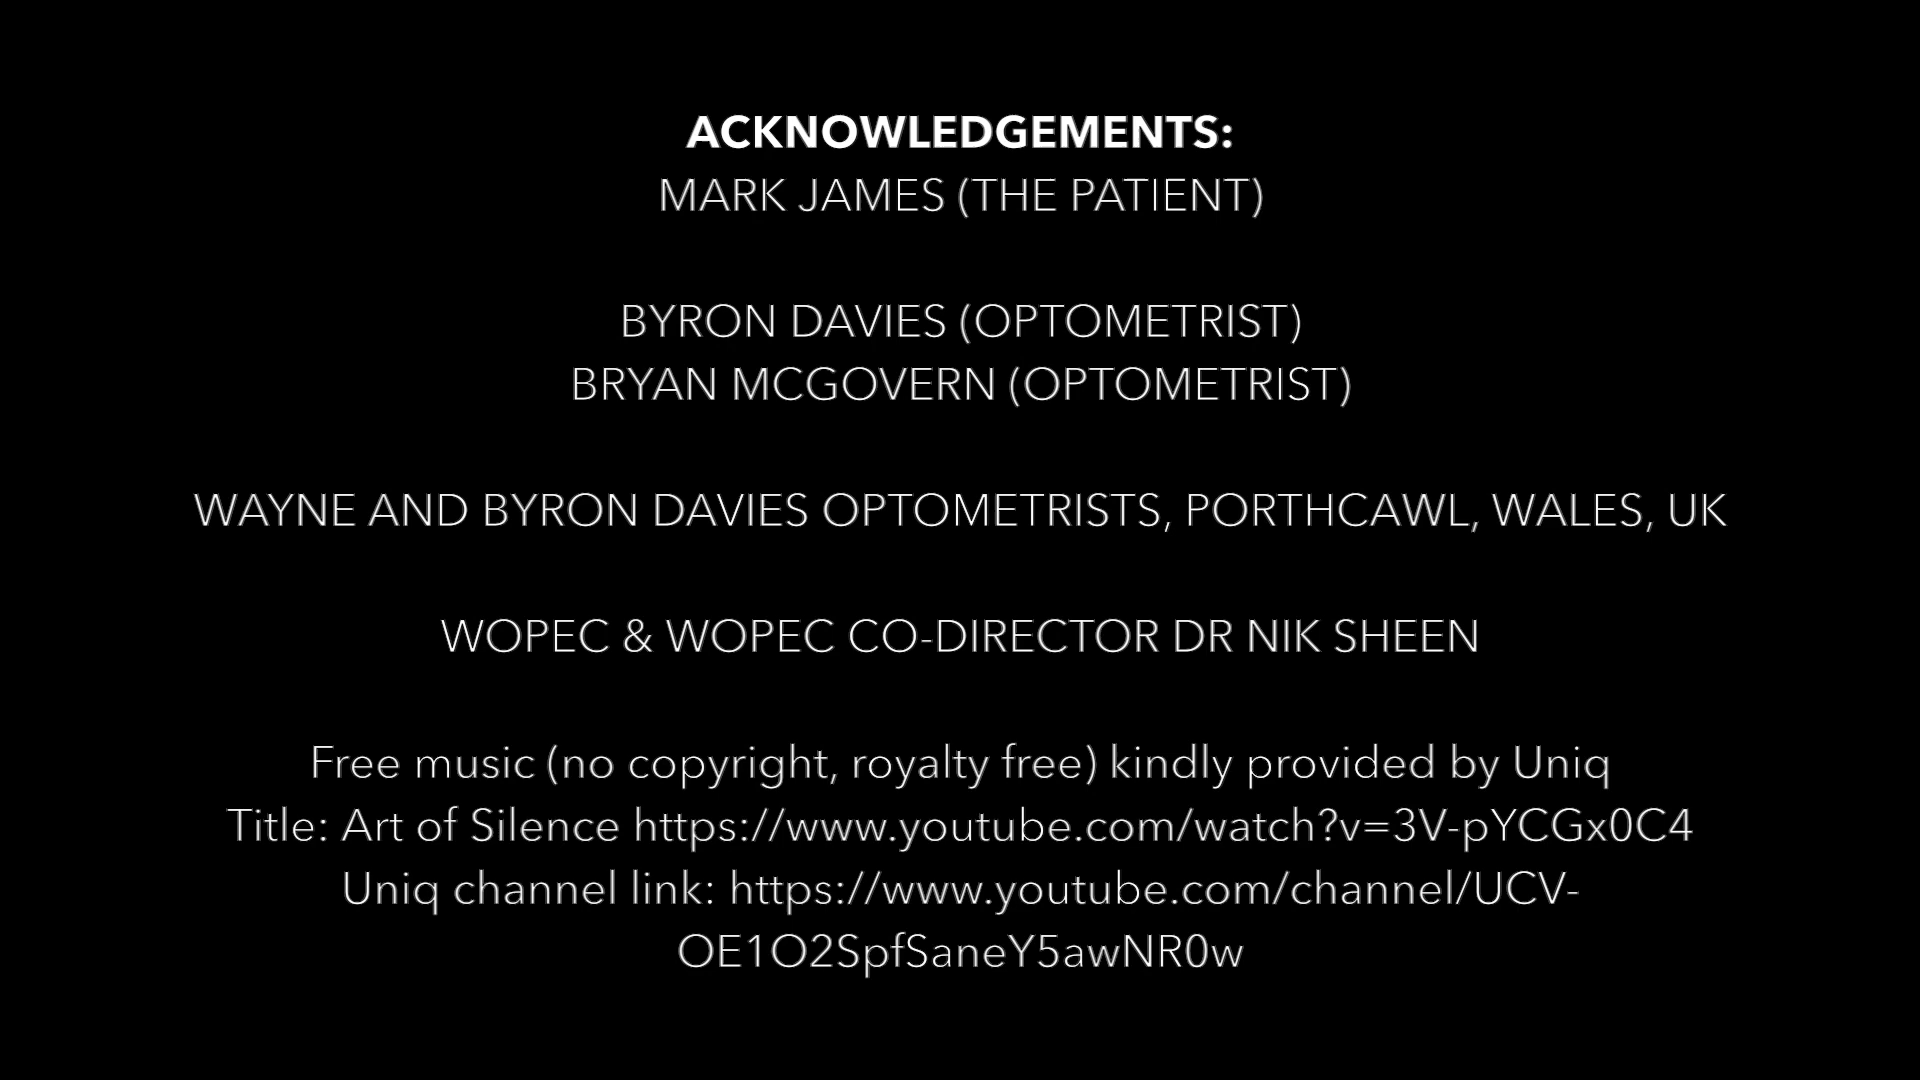 ACKNOWLEDGEMENTS:
MARK JAMES (THE PATIENT)
BYRON DAVIES (OPTOMETRIST)
BRYAN MCGOVERN (OPTOMETRIST)
WAYNE AND BYRON DAVIES OPTOMETRISTS, PORTHCAWL, WALES, UK
WOPEC & WOPEC CO-DIRECTOR DR NIK SHEEN
Free music (no copyright, royalty free) kindly provided by Uniq
Title: Art of Silence https://www.youtube.com/watch?v=3V-pYCGx0C4
Uniq channel link: https://www.youtube.com/channel/UCV-
OE1O2SpfSaneY5awNR0w